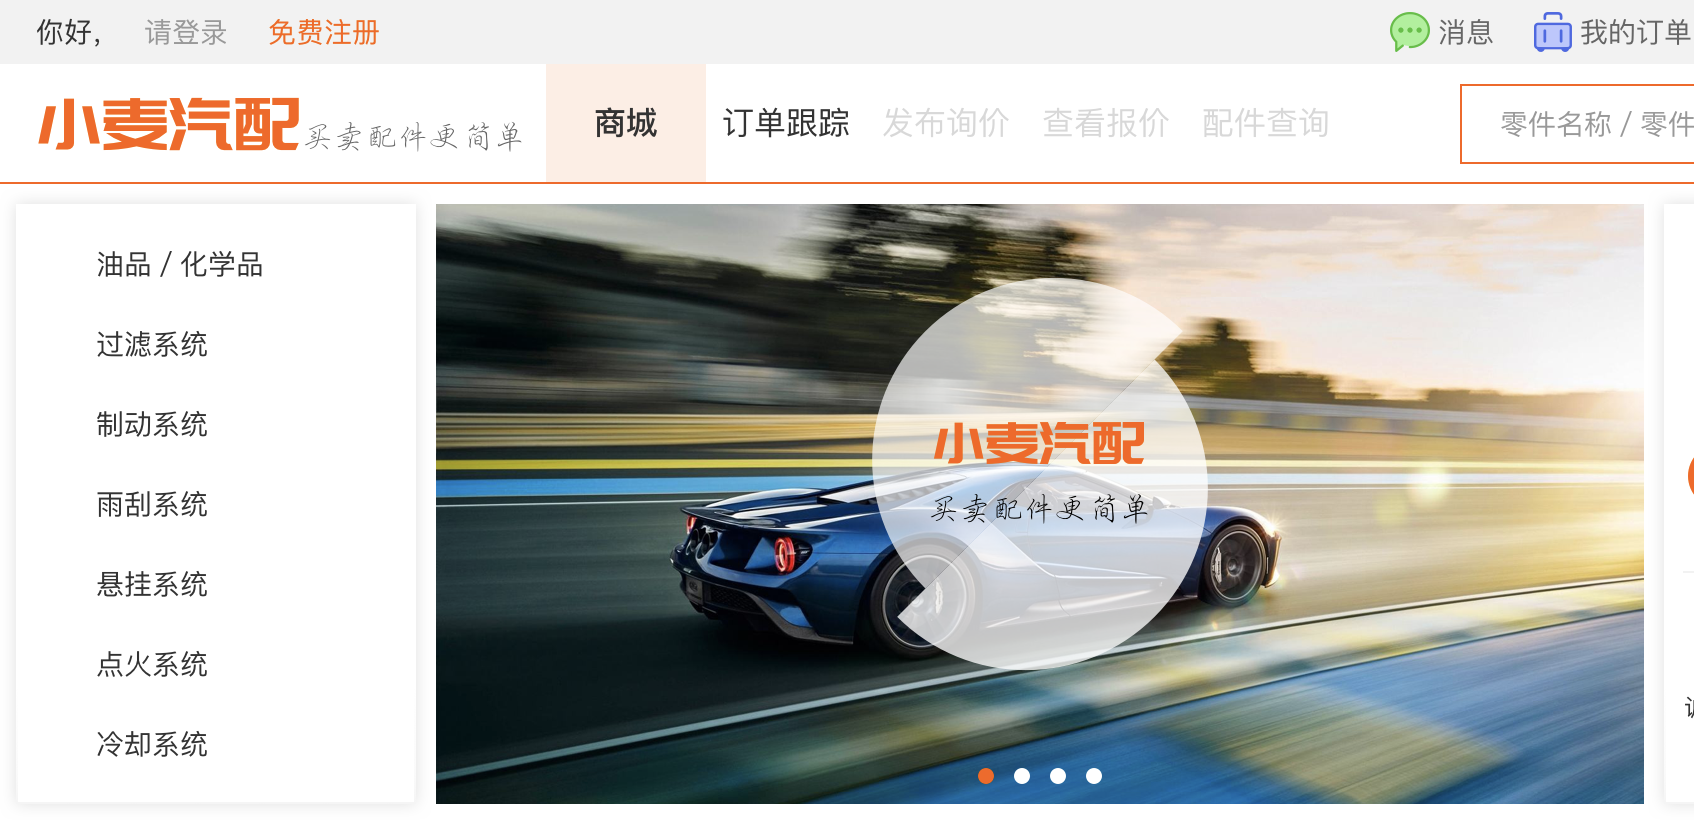 你好, 请登录 免费注册 消息 我的订单
小麦汽配 买卖配件更简单 商城 订单跟踪 发布询价 查看报价 配件查询 零件名称 / 零件
油品 / 化学品
过滤系统
制动系统
雨刮系统
悬挂系统
点火系统
冷却系统
小麦汽配
买卖配件更简单